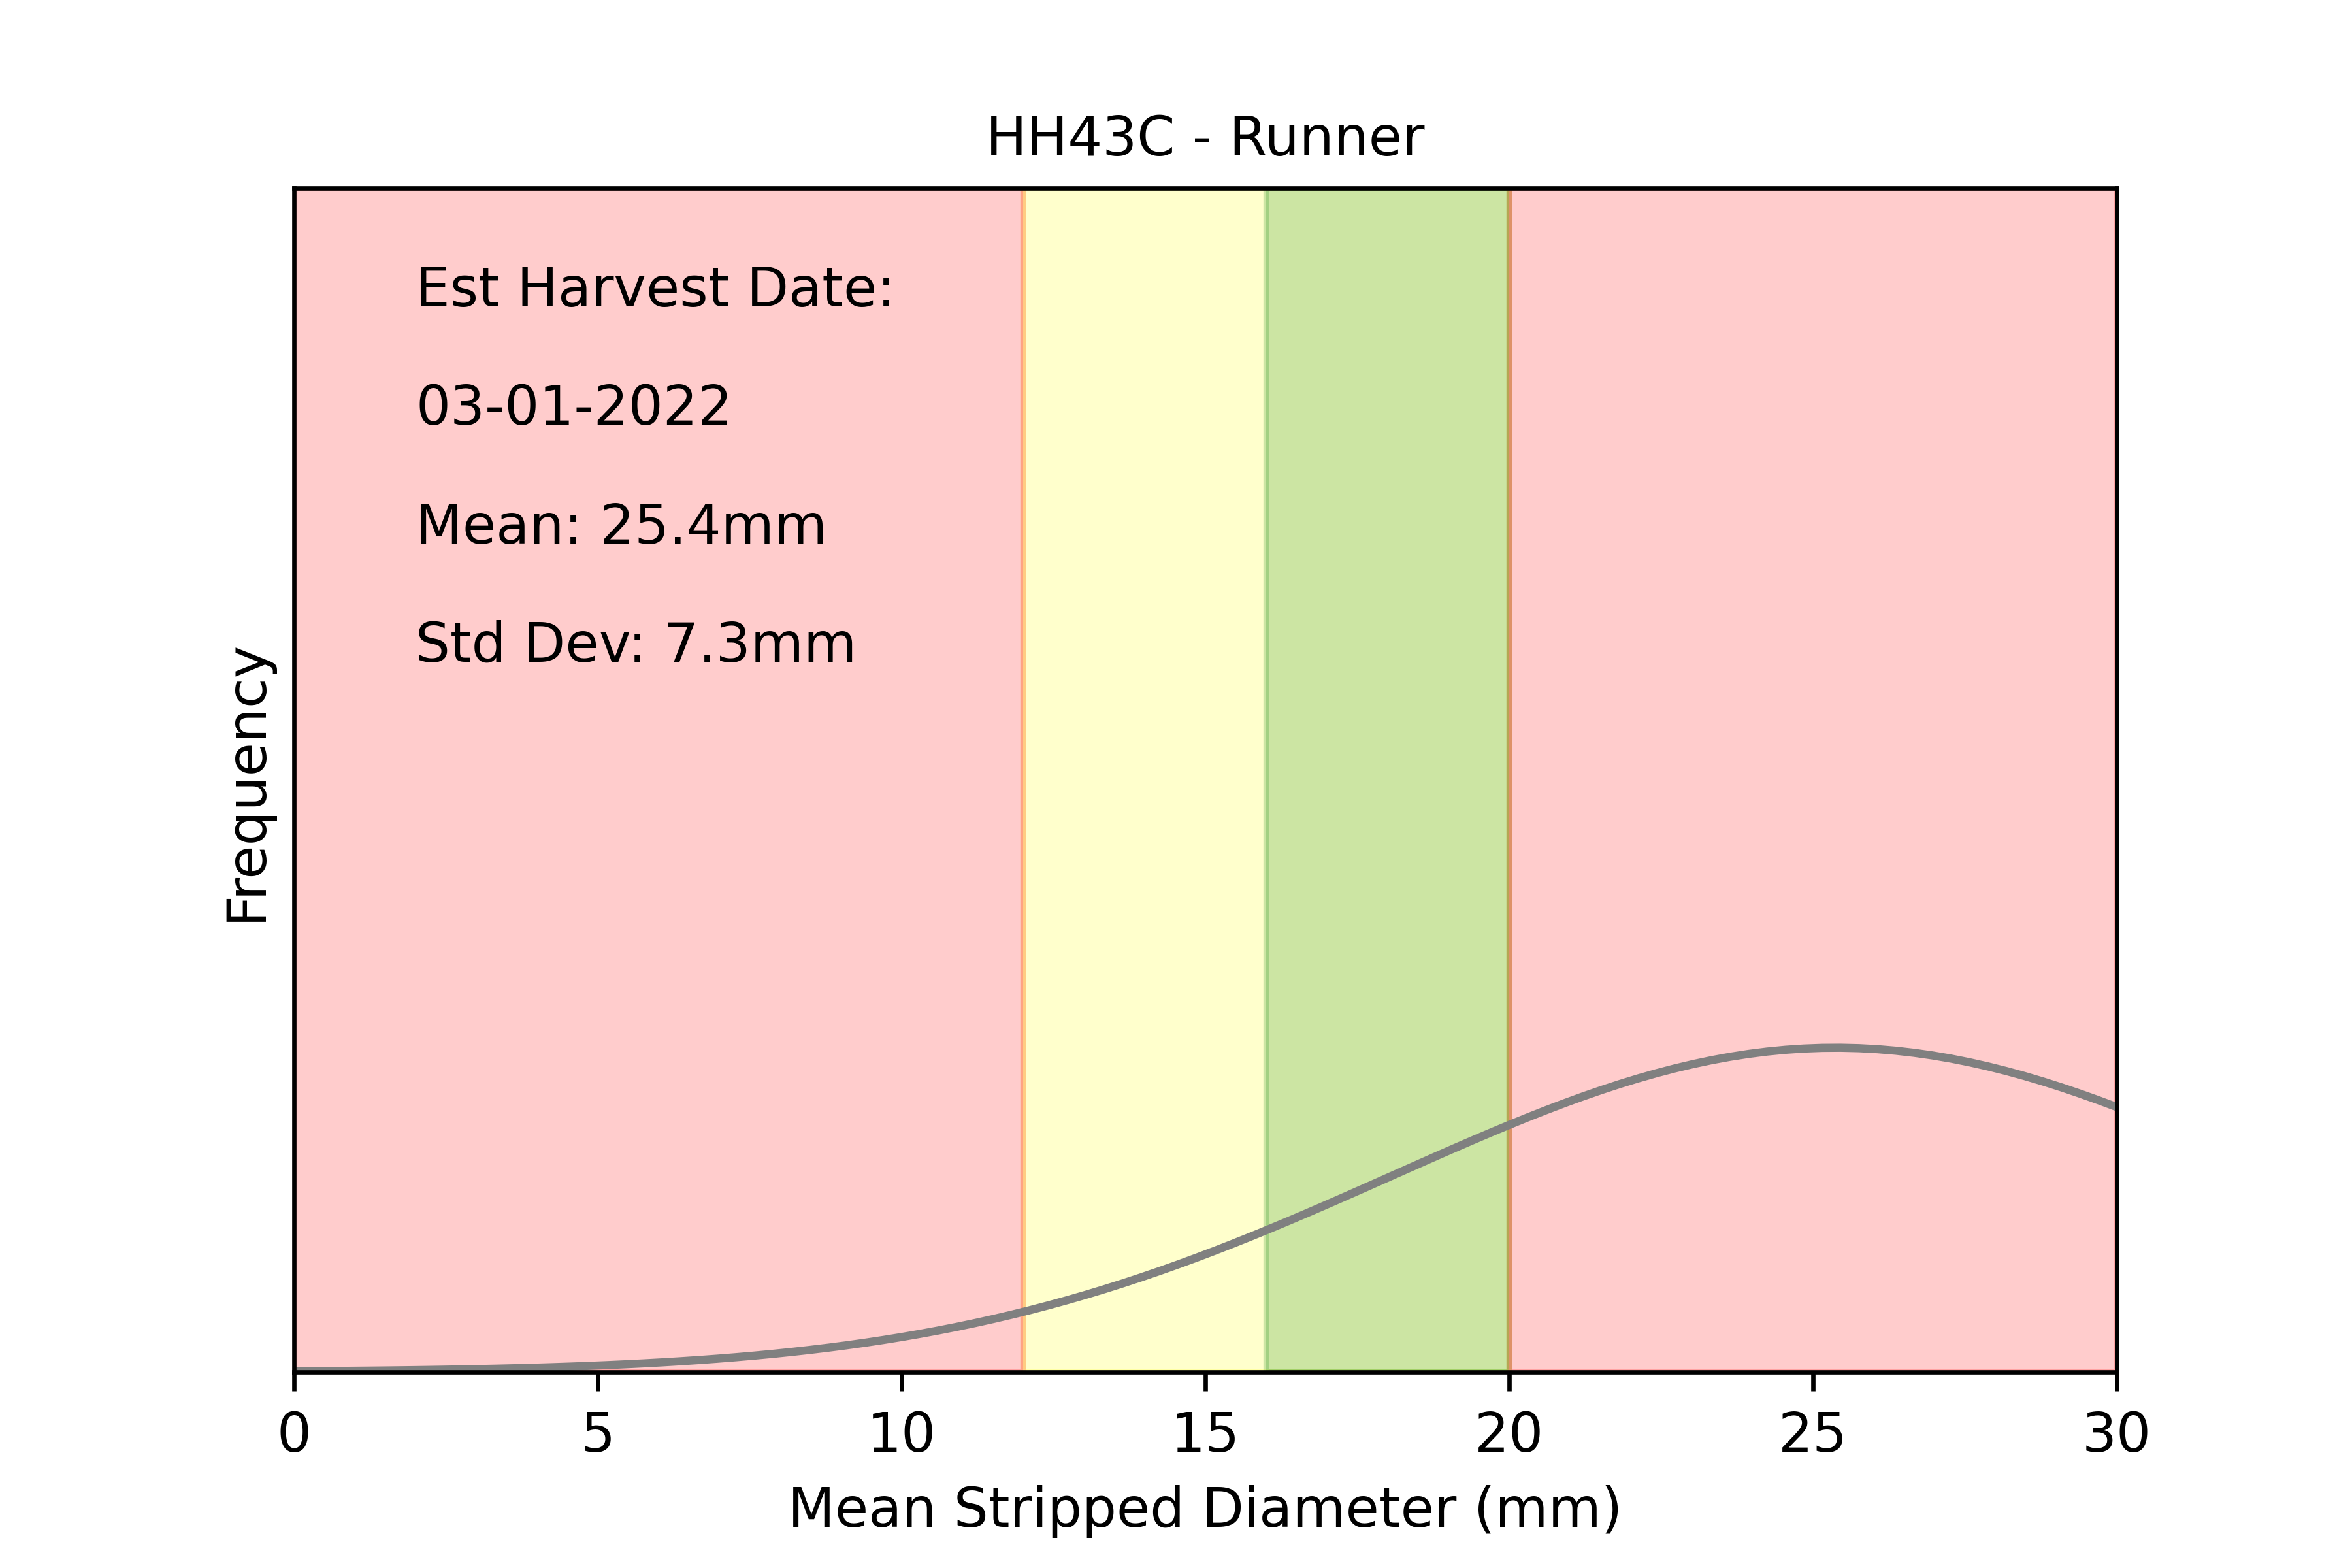 HH43C - Runner
Est Harvest Date:
03-01-2022
Mean: 25.4mm
Std Dev: 7.3mm
Frequency
0 5 10 15 20 25 30
Mean Stripped Diameter (mm)